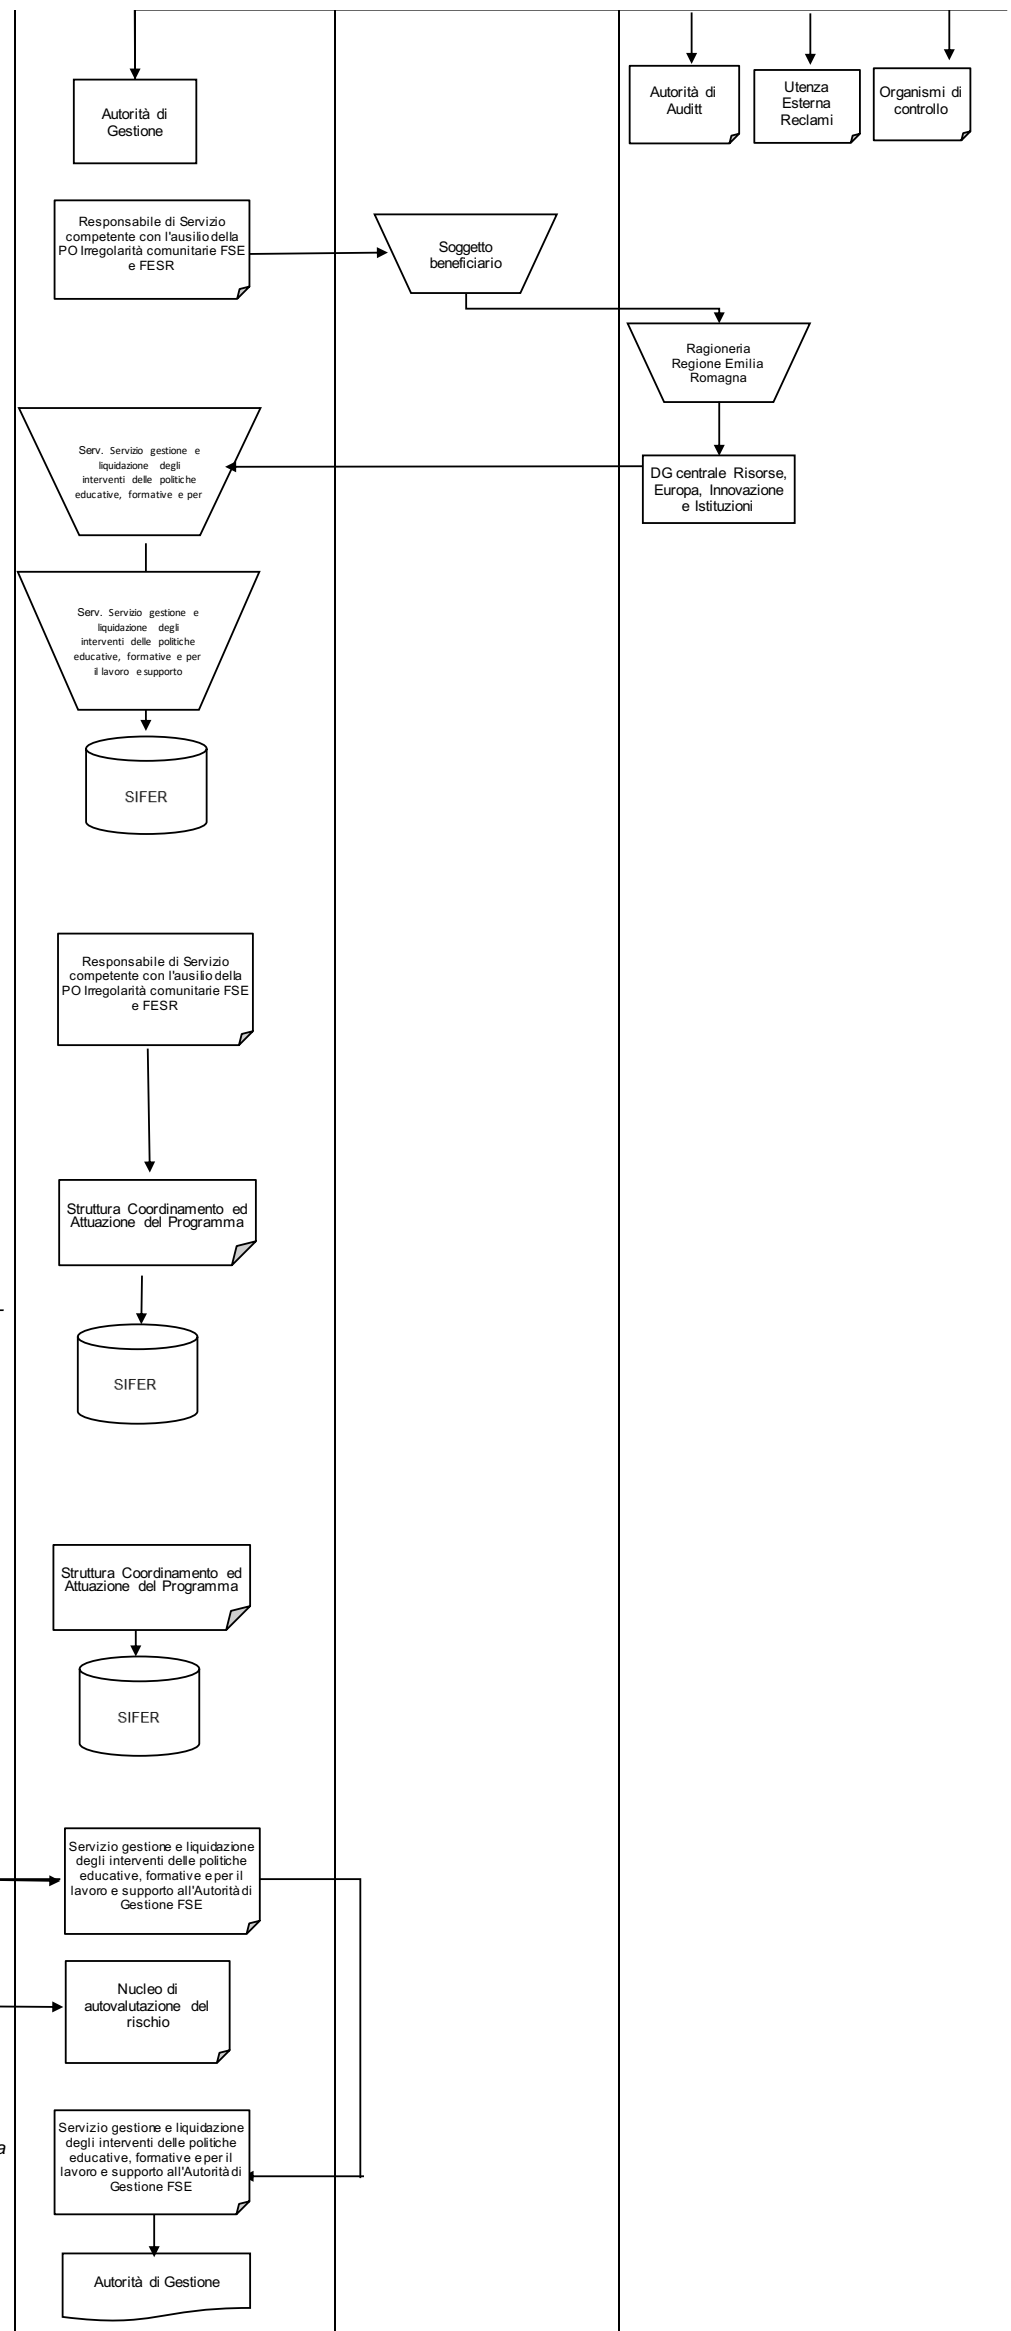 Autorità di
Gestione
Autorità di
Auditt
Utenza
Esterna
Reclami
Organismi di
controllo
Responsabile di Servizio
competente con l'ausilio della
PO Irregolarità comunitarie FSE
e FESR
Soggetto
beneficiario
Ragioneria
Regione Emilia
Romagna
Serv. Servizio gestione e
liquidazione degli
interventi delle politiche
educative, formative e per
DG centrale Risorse,
Europa, Innovazione
e Istituzioni
Serv. Servizio gestione e
liquidazione degli
interventi delle politiche
educative, formative e per
il lavoro e supporto
SIFER
Responsabile di Servizio
competente con l'ausilio della
PO Irregolarità comunitarie FSE
e FESR
Struttura Coordinamento ed
Attuazione del Programma
-
SIFER
Struttura Coordinamento ed
Attuazione del Programma
SIFER
Servizio gestione e liquidazione
degli interventi delle politiche
educative, formative e per il
lavoro e supporto all'Autorità di
Gestione FSE
Nucleo di
autovalutazione del
rischio
Servizio gestione e liquidazione
degli interventi delle politiche
educative, formative e per il
lavoro e supporto all'Autorità di
Gestione FSE
a
Autorità di Gestione